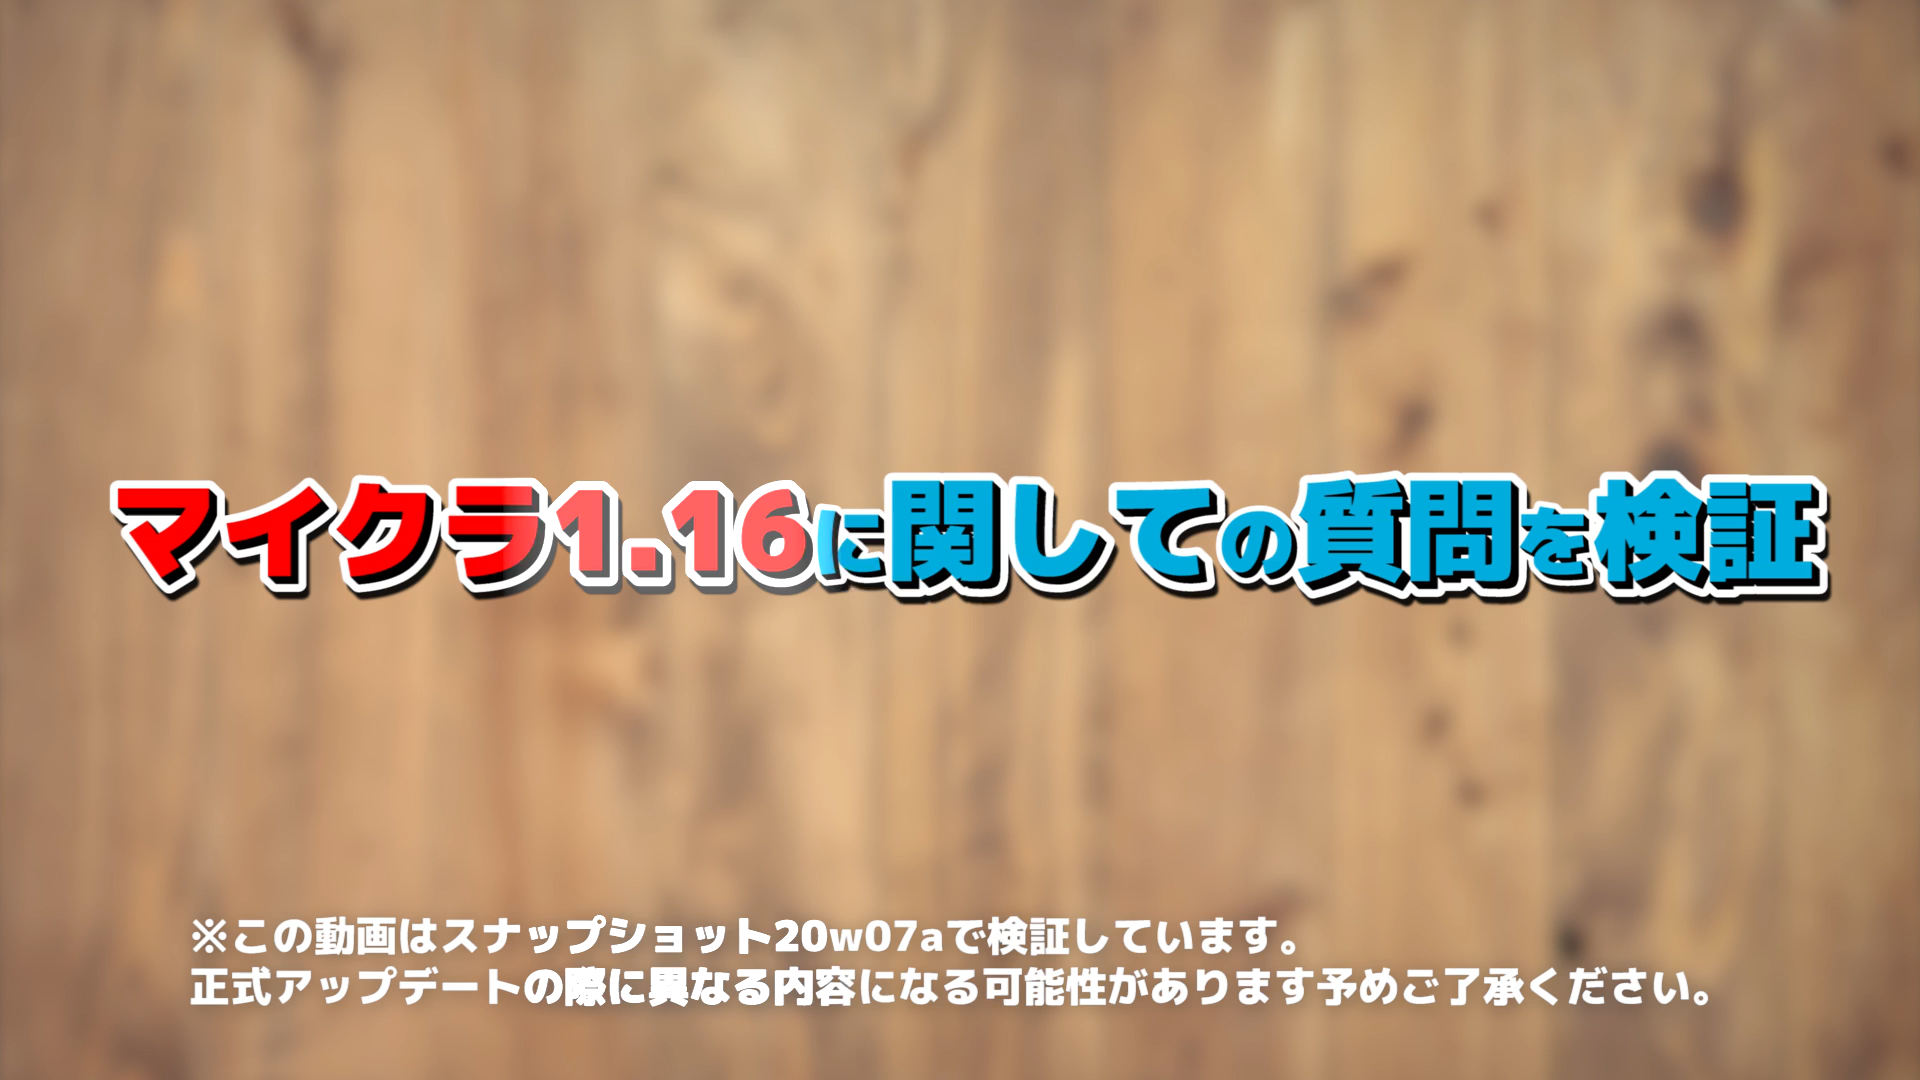 マイクラ1.16に関しての質問を検証
※この動画はスナップショット20w07aで検証しています。
正式アップデートの際に異なる内容になる可能性があります予めご了承ください。